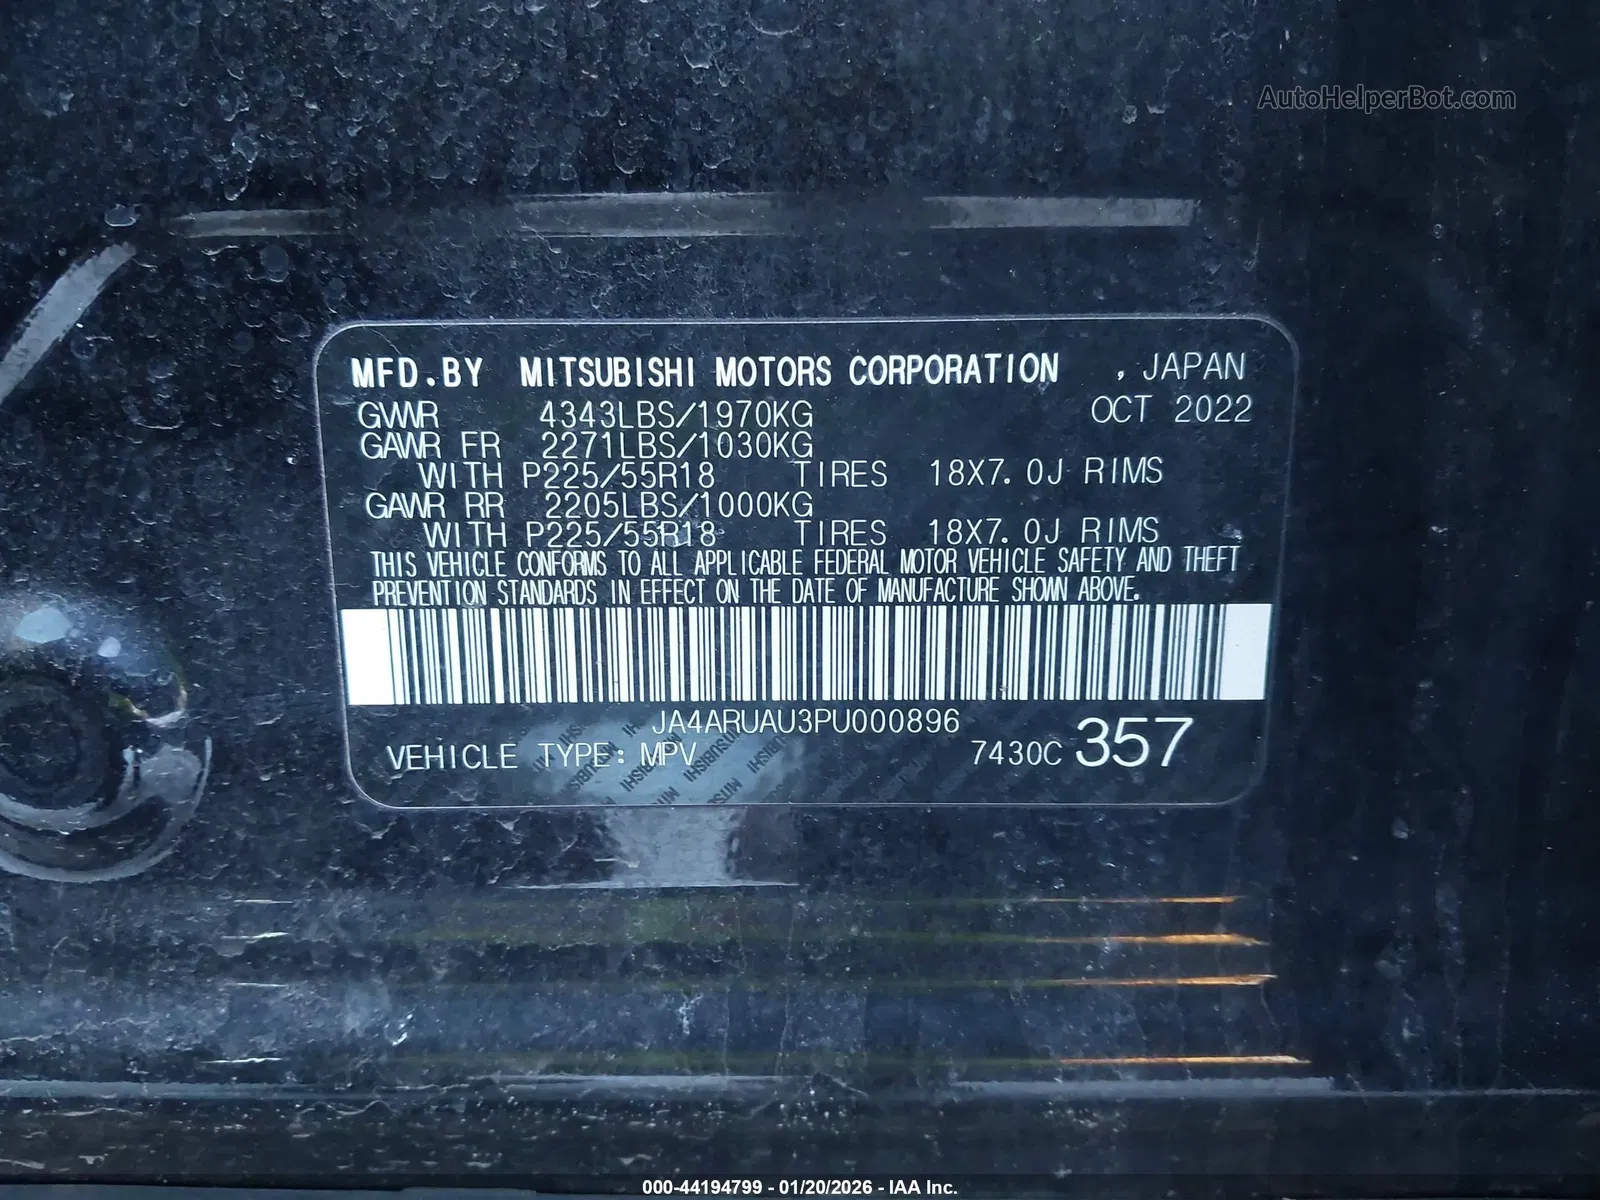 AutoHelperBot.com
MFD.BY MITSUBISHI MOTORS CORPORATION , JAPAN
GVWR 4343LBS/1970KG OCT 2022
GAWR FR 2271LBS/1030KG
WITH P225/55R18 TIRES 18X7.0J RIMS
GAWR RR 2205LBS/1000KG
WITH P225/55R18 TIRES 18X7.0J RIMS
THIS VEHICLE CONFORMS TO ALL APPLICABLE FEDERAL MOTOR VEHICLE SAFETY AND THEFT
PREVENTION STANDARDS IN EFFECT ON THE DATE OF MANUFACTURE SHOWN ABOVE.
JA4ARUAU3PU000896
VEHICLE TYPE: MPV 7430C 357
MITSUBISHI MITSUBISHI MITSUBISHI
000-44194799 - 01/20/2026 - IAA Inc.